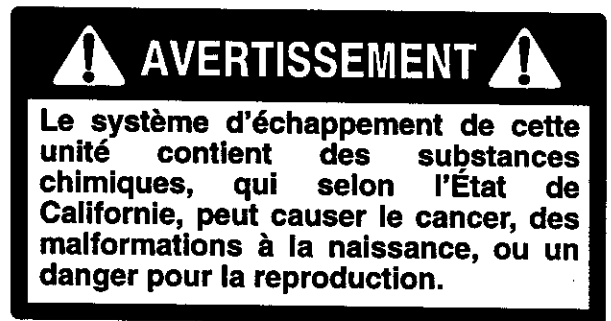 AVERTISSEMENT
Le système d'échappement de cette
unité contient des substances
chimiques, qui selon l'État de
Californie, peut causer le cancer, des
malformations à la naissance, ou un
danger pour la reproduction.